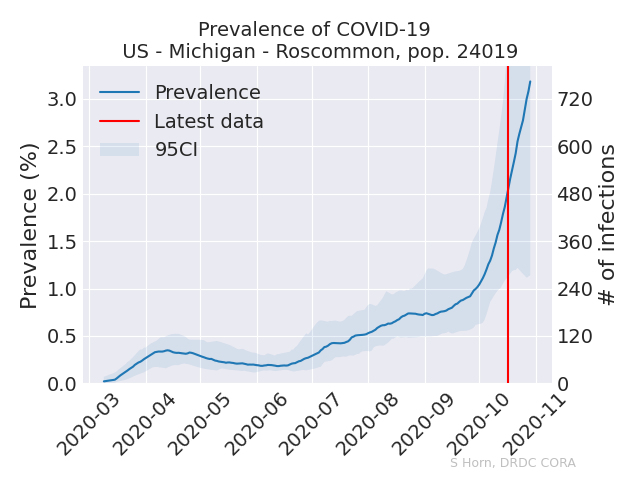 Prevalence of COVID-19
US - Michigan - Roscommon, pop. 24019
Prevalence
Latest data
95CI
Prevalence (%)
3.0
2.5
2.0
1.5
1.0
0.5
0.0
720
600
480
360
240
120
0
# of infections
2020-03
2020-04
2020-05
2020-06
2020-07
2020-08
2020-09
2020-10
2020-11
S Horn, DRDC CORA